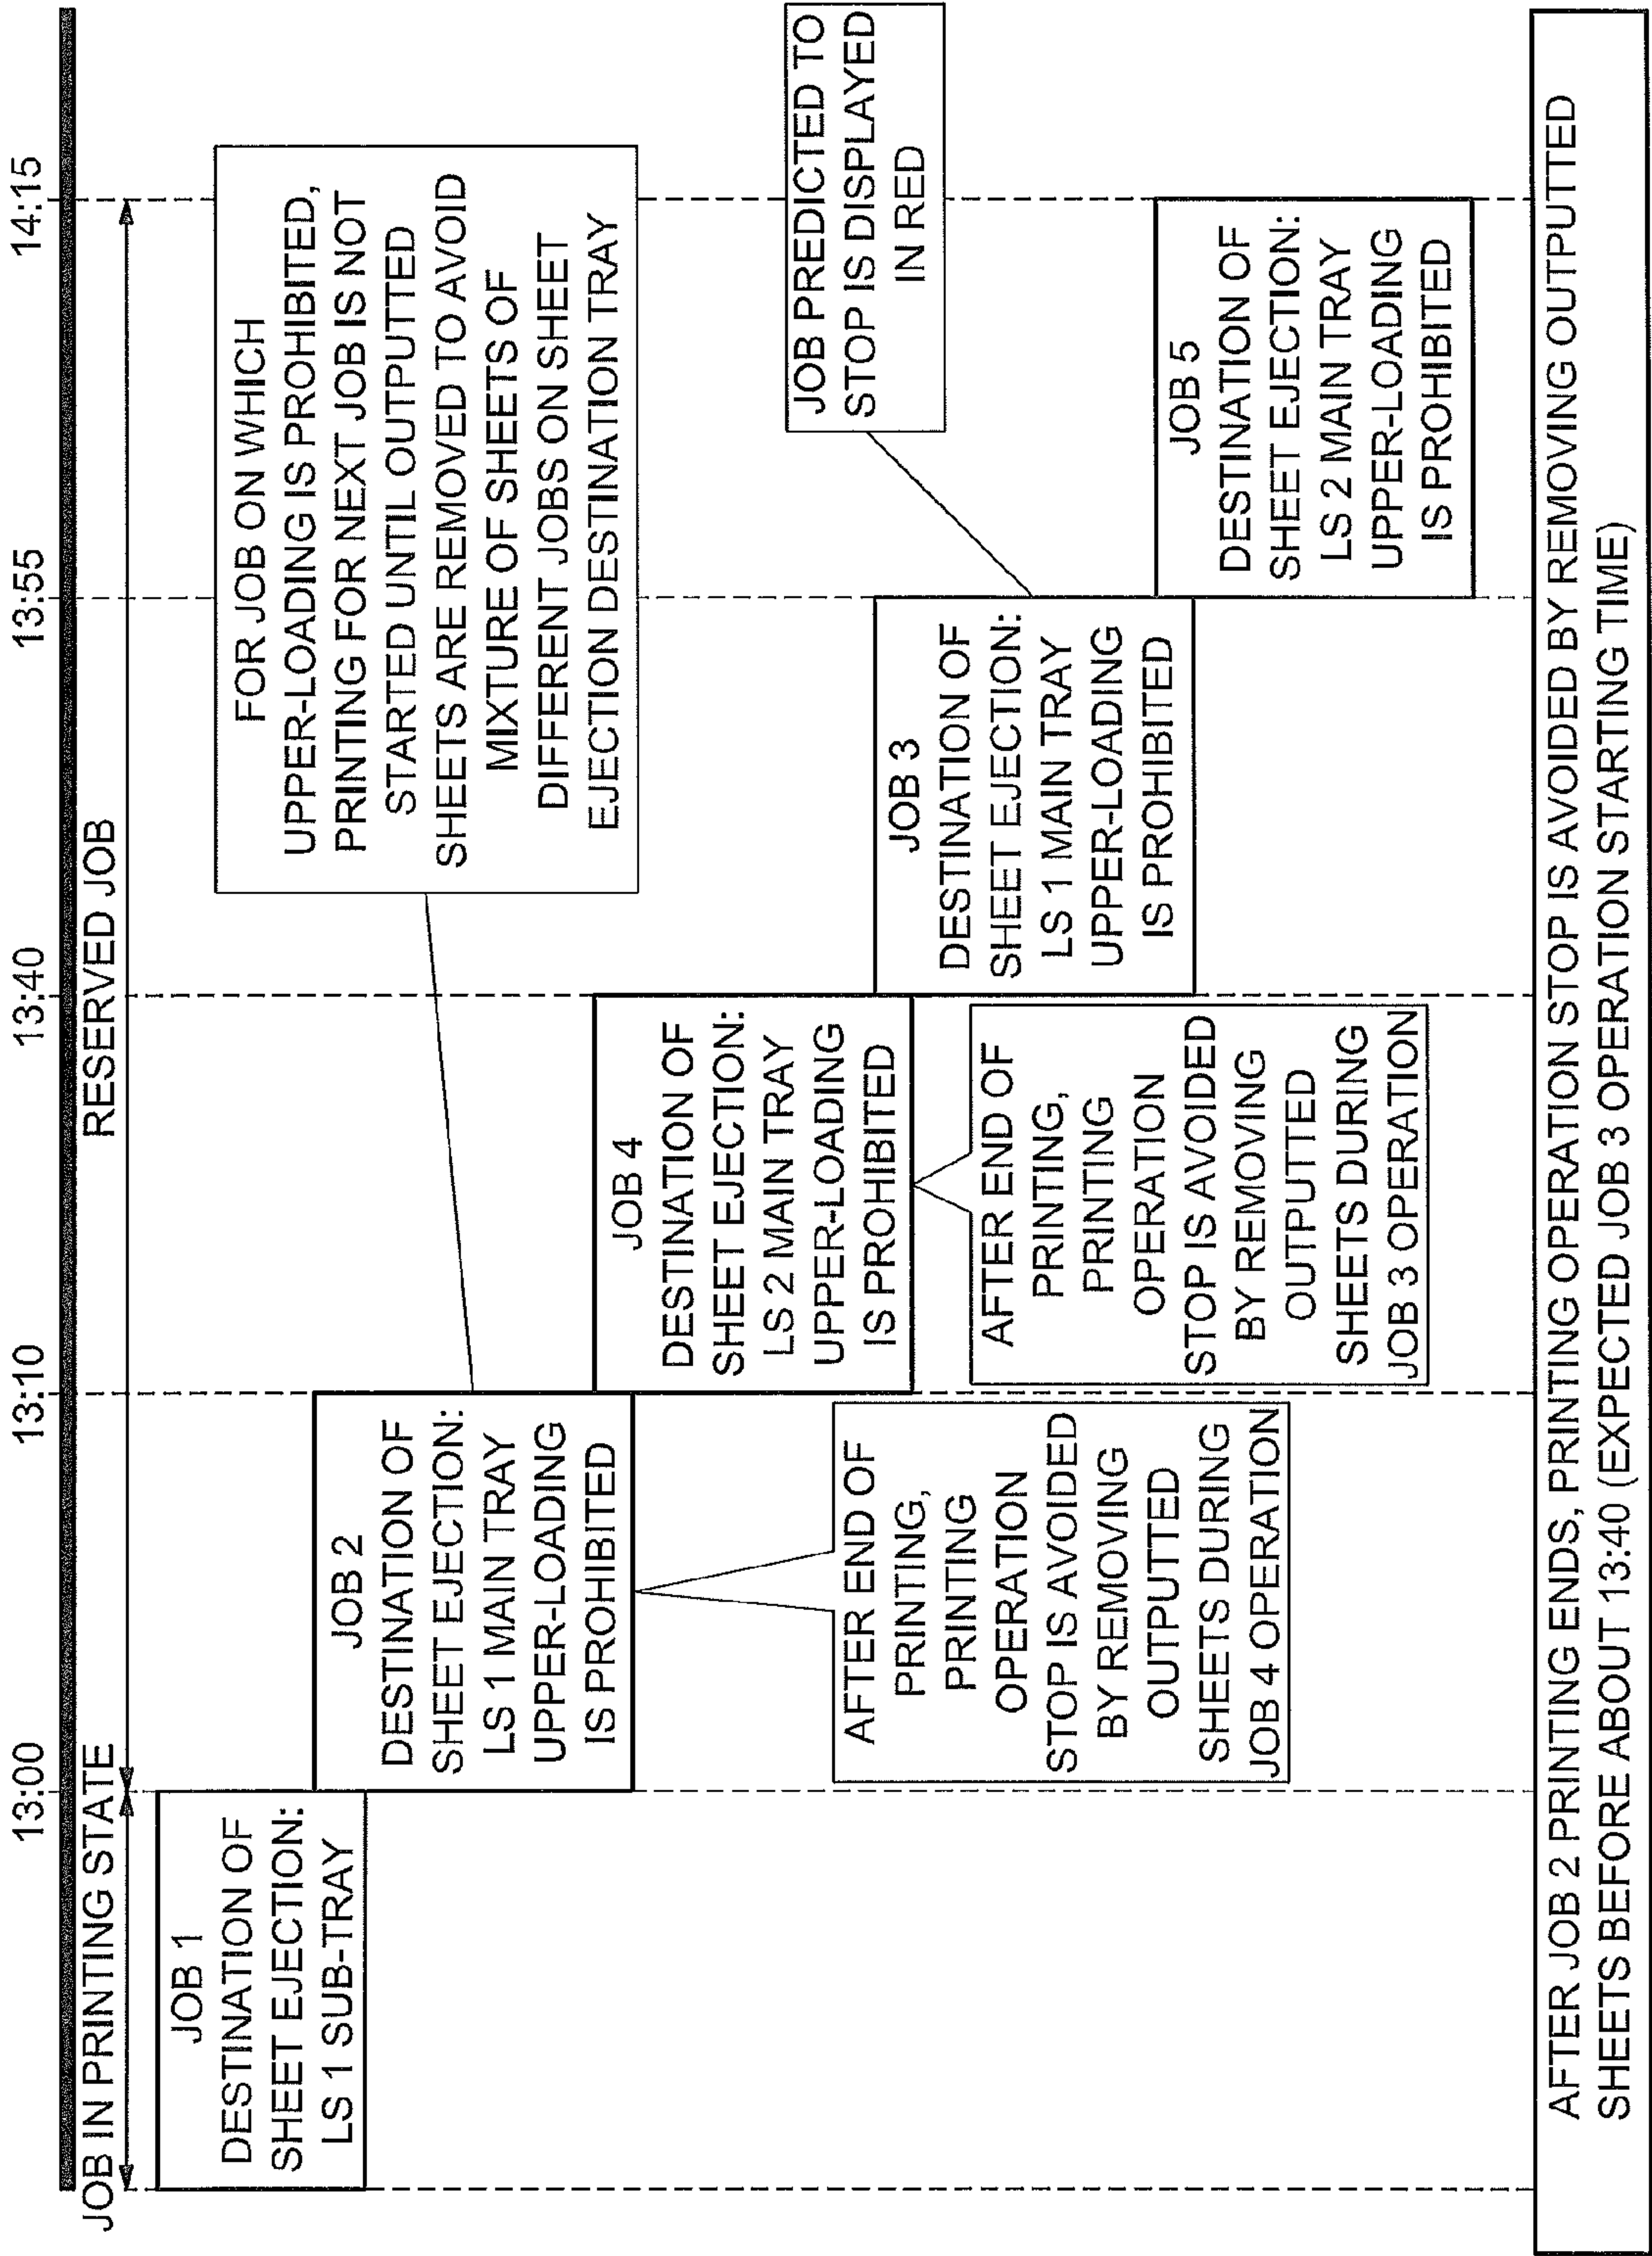 13:00
13:10
13:40
13:55
14:15
JOB IN PRINTING STATE
RESERVED JOB
JOB 1
DESTINATION OF
SHEET EJECTION:
LS 1 SUB-TRAY
FOR JOB ON WHICH
UPPER-LOADING IS PROHIBITED,
PRINTING FOR NEXT JOB IS NOT
STARTED UNTIL OUTPUTTED
SHEETS ARE REMOVED TO AVOID
MIXTURE OF SHEETS OF
DIFFERENT JOBS ON SHEET
EJECTION DESTINATION TRAY
JOB 2
DESTINATION OF
SHEET EJECTION:
LS 1 MAIN TRAY
UPPER-LOADING
IS PROHIBITED
JOB 4
DESTINATION OF
SHEET EJECTION:
LS 2 MAIN TRAY
UPPER-LOADING
IS PROHIBITED
JOB PREDICTED TO
STOP IS DISPLAYED
IN RED
JOB 3
DESTINATION OF
SHEET EJECTION:
LS 1 MAIN TRAY
UPPER-LOADING
IS PROHIBITED
AFTER END OF
PRINTING,
PRINTING
OPERATION
STOP IS AVOIDED
BY REMOVING
OUTPUTTED
SHEETS DURING
JOB 4 OPERATION
AFTER END OF
PRINTING,
PRINTING
OPERATION
STOP IS AVOIDED
BY REMOVING
OUTPUTTED
SHEETS DURING
JOB 3 OPERATION
JOB 5
DESTINATION OF
SHEET EJECTION:
LS 2 MAIN TRAY
UPPER-LOADING
IS PROHIBITED
AFTER JOB 2 PRINTING ENDS, PRINTING OPERATION STOP IS AVOIDED BY REMOVING OUTPUTTED
SHEETS BEFORE ABOUT 13:40 (EXPECTED JOB 3 OPERATION STARTING TIME)